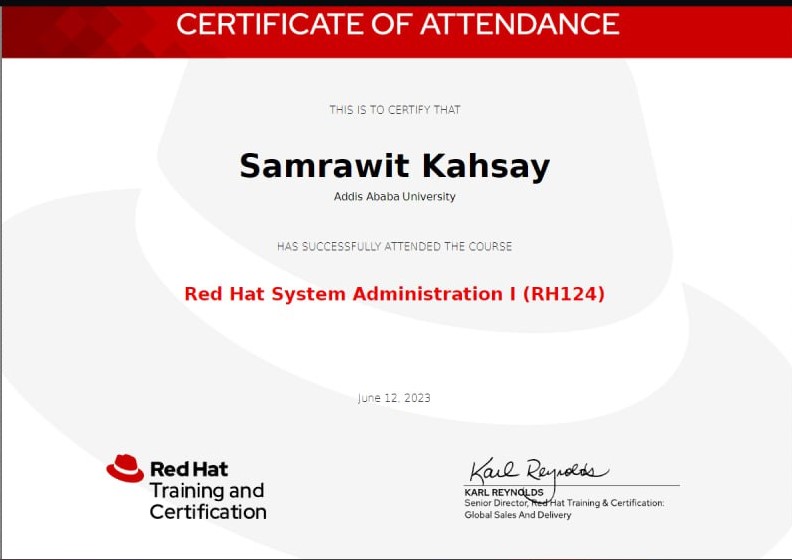 CERTIFICATE OF ATTENDANCE
THIS IS TO CERTIFY THAT
Samrawit Kahsay
Addis Ababa University
HAS SUCCESSFULLY ATTENDED THE COURSE
Red Hat System Administration I (RH124)
June 12, 2023
Red Hat
Training and
Certification
Karl Reynolds
KARL REYNOLDS
Senior Director, Red Hat Training & Certification:
Global Sales And Delivery